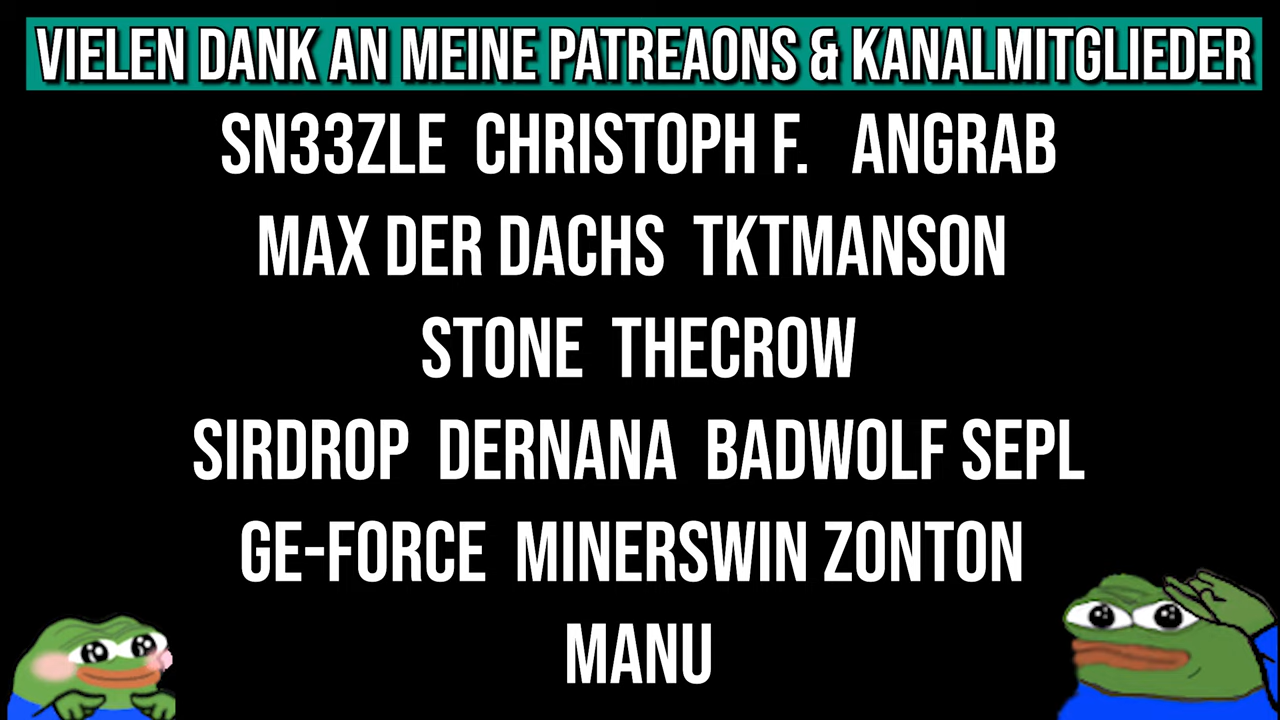 VIELEN DANK AN MEINE PATREAONS & KANALMITGLIEDER
SN33ZLE CHRISTOPH F. ANGRAB
MAX DER DACHS TKTMANSON
STONE THECROW
SIRDROP DERNANA BADWOLF SEPL
GE-FORCE MINERSWIN ZONTON
MANU